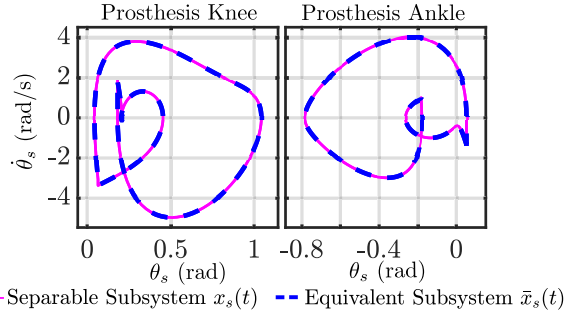 Prosthesis Knee Prosthesis Ankle
4
2
0
-2
-4
θ̇ₛ (rad/s)
0 0.5 1 -0.8 -0.4 0
θₛ (rad) θₛ (rad)
Separable Subsystem xₛ(t) Equivalent Subsystem x̄ₛ(t)